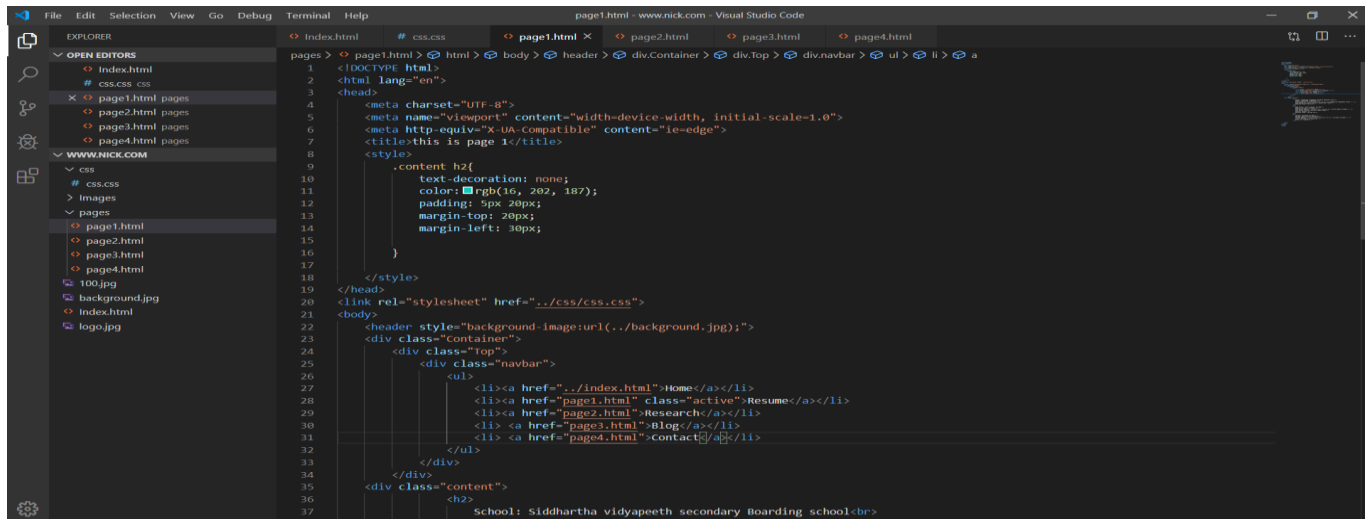 File Edit Selection View Go Debug Terminal Help page1.html - www.nick.com - Visual Studio Code
EXPLORER
OPEN EDITORS
Index.html
css.css css
page1.html pages
page2.html pages
page3.html pages
page4.html pages
WWW.NICK.COM
css
# css.css
Images
pages
page1.html
page2.html
page3.html
page4.html
100.jpg
background.jpg
Index.html
logo.jpg
Index.html # css.css page1.html page2.html page3.html page4.html
pages > page1.html > html > body > header > div.Container > div.Top > div.navbar > ul > li > a
1 <!DOCTYPE html>
2 <html lang="en">
3 <head>
4 <meta charset="UTF-8">
5 <meta name="viewport" content="width=device-width, initial-scale=1.0">
6 <meta http-equiv="X-UA-Compatible" content="ie=edge">
7 <title>this is page 1</title>
8 <style>
9 .content h2{
10 text-decoration: none;
11 color: rgb(16, 202, 187);
12 padding: 5px 20px;
13 margin-top: 20px;
14 margin-left: 30px;
15
16 }
17
18 </style>
19 </head>
20 <link rel="stylesheet" href="../css/css.css">
21 <body>
22 <header style="background-image:url(../background.jpg);">
23 <div class="Container">
24 <div class="Top">
25 <div class="navbar">
26 <ul>
27 <li><a href="../index.html">Home</a></li>
28 <li><a href="page1.html" class="active">Resume</a></li>
29 <li><a href="page2.html">Research</a></li>
30 <li> <a href="page3.html">Blog</a></li>
31 <li> <a href="page4.html">Contact</a></li>
32 </ul>
33 </div>
34 </div>
35 <div class="content">
36 <h2>
37 School: Siddhartha vidyapeeth secondary Boarding school<br>